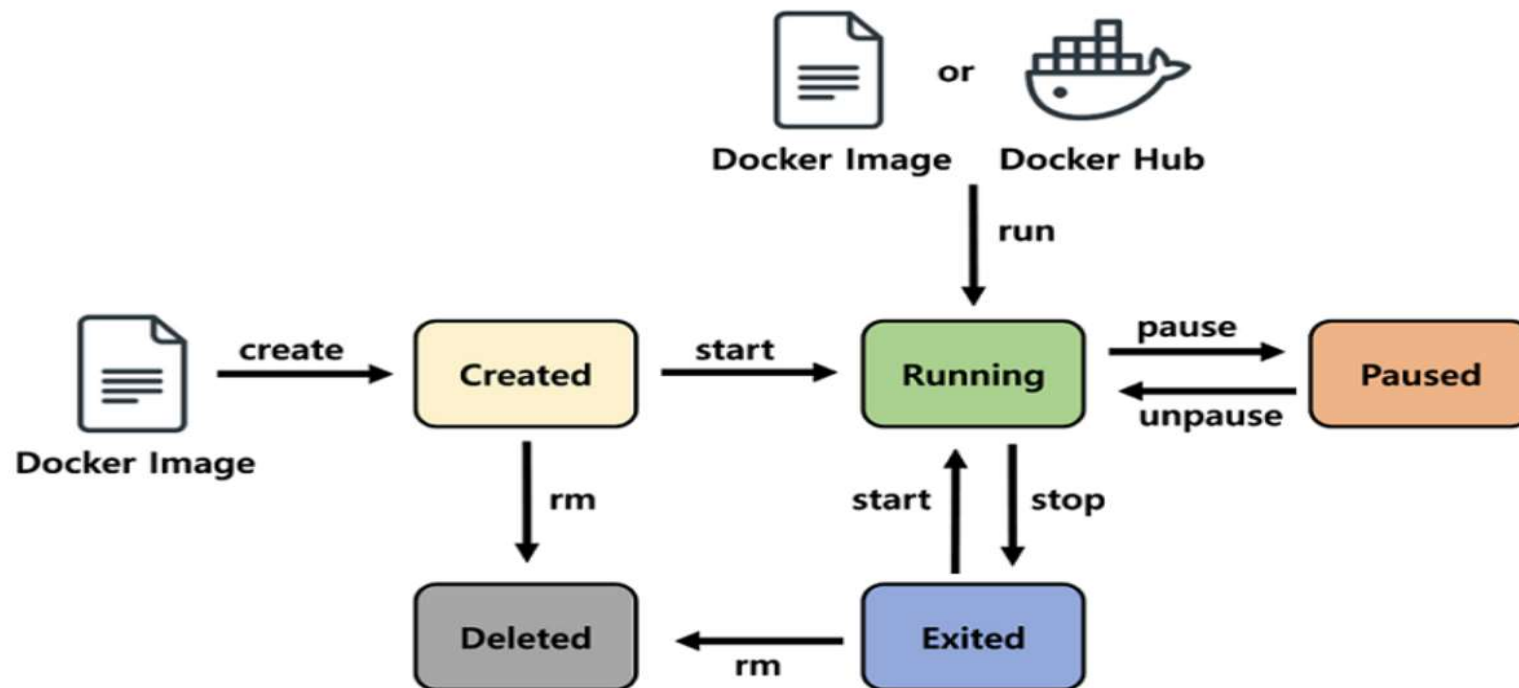 or
Docker Image
Docker Hub
run
Docker Image
create
Created
start
Running
pause
unpause
Paused
rm
start
stop
Deleted
rm
Exited